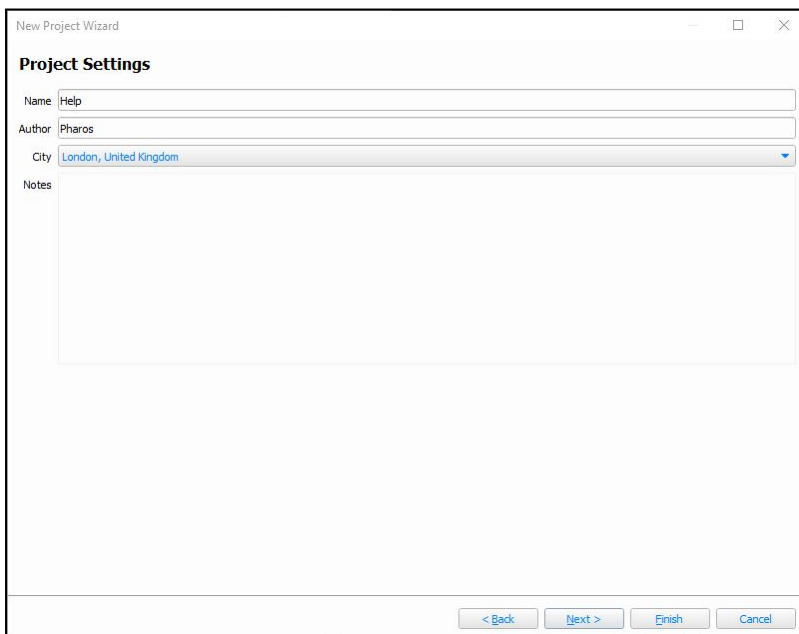 New Project Wizard
Project Settings
Name Help
Author Pharos
City London, United Kingdom
Notes
< Back Next > Finish Cancel